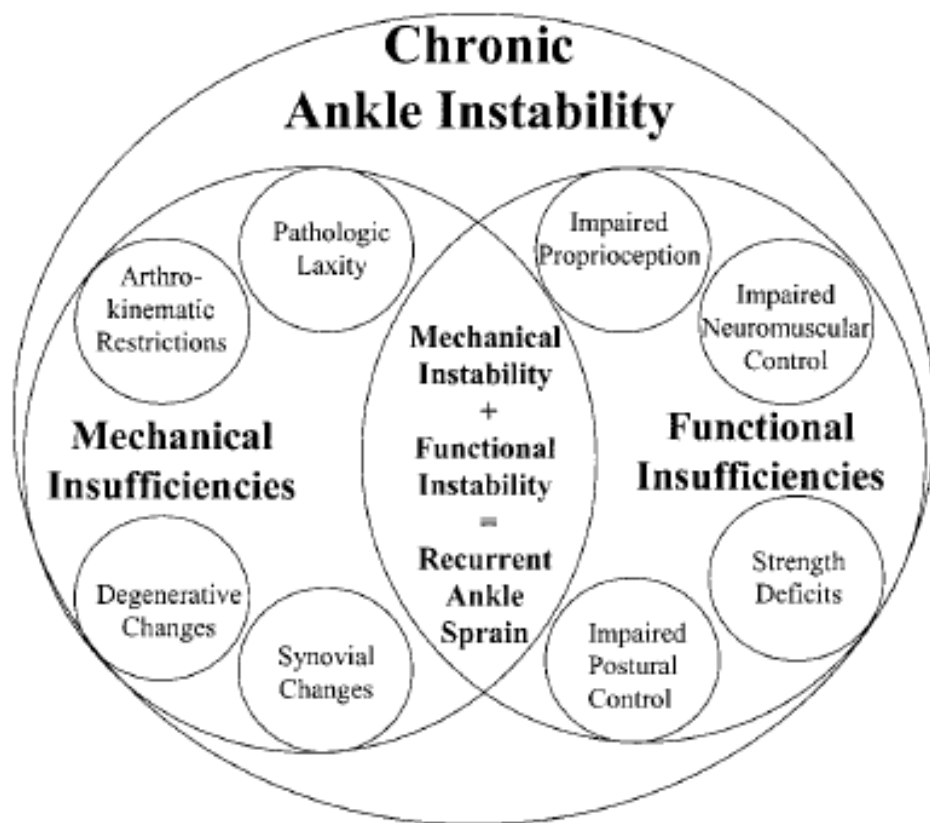 Chronic
Ankle Instability
Pathologic
Laxity
Arthro-
kinematic
Restrictions
Mechanical
Insufficiencies
Degenerative
Changes
Synovial
Changes
Mechanical
Instability
+
Functional
Instability
=
Recurrent
Ankle
Sprain
Impaired
Proprioception
Impaired
Neuromuscular
Control
Functional
Insufficiencies
Strength
Deficits
Impaired
Postural
Control